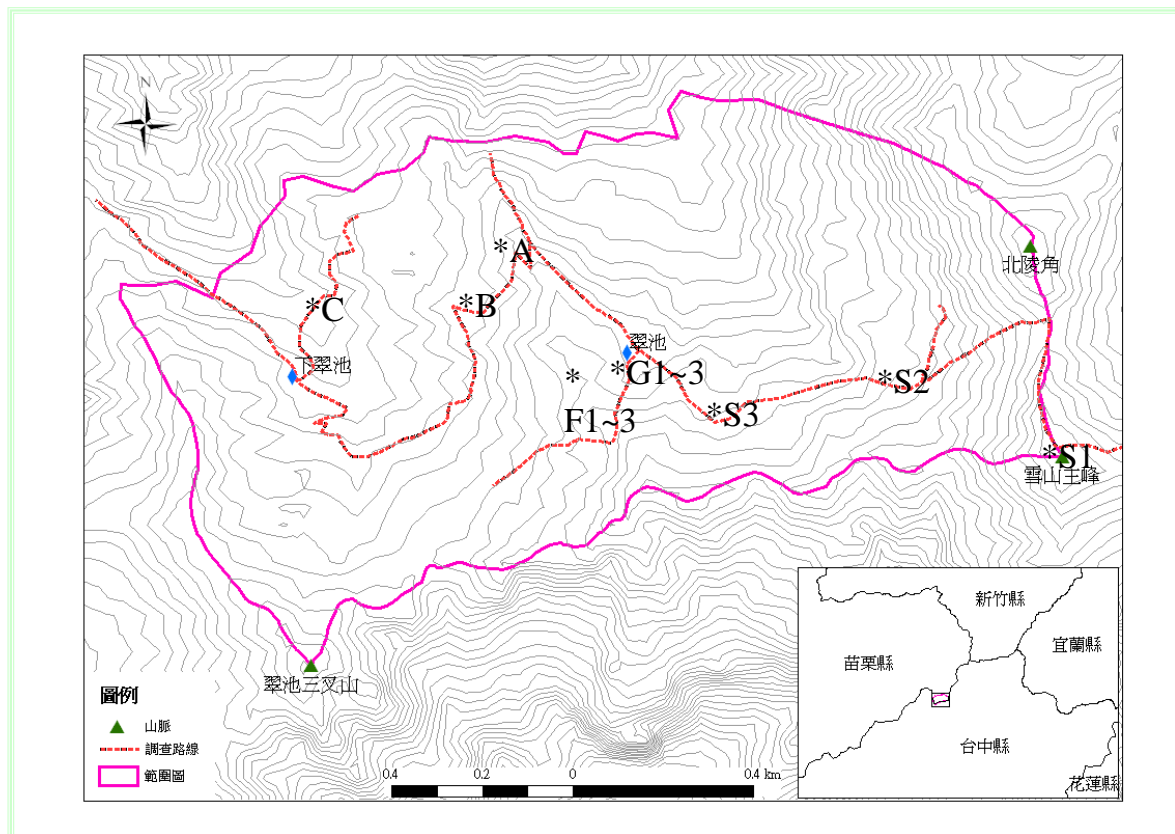 N
*A
北陵角
*B
*C
翠池
下翠池
*G1~3
*
*S2
F1~3
*S3
*S1
雪山主峰
翠池三叉山
圖例
山脈
調查路線
範圍圖
0.4 0.2 0 0.4 km
新竹縣
宜蘭縣
苗栗縣
台中縣
花蓮縣